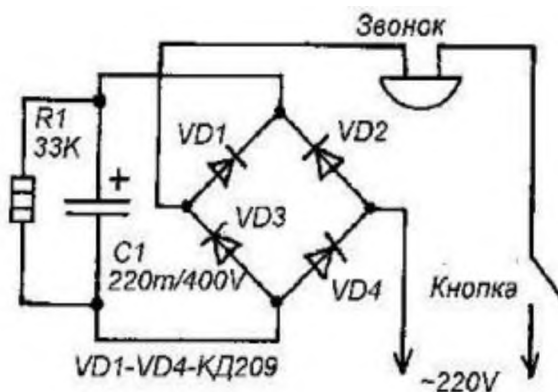 Звонок
R1
33K
VD1
VD2
+
VD3
C1
220m/400V
VD4
Кнопка
VD1-VD4-КД209
~220V